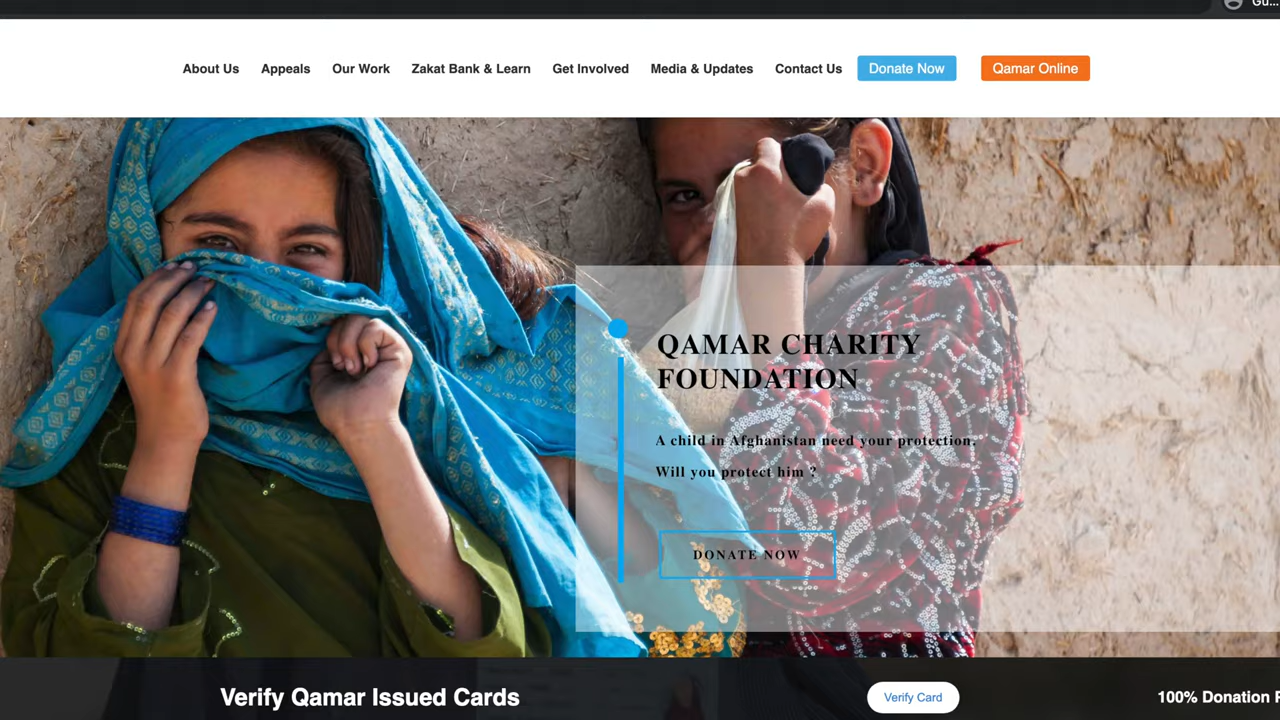 Gu...
About Us Appeals Our Work Zakat Bank & Learn Get Involved Media & Updates Contact Us Donate Now Qamar Online
QAMAR CHARITY
FOUNDATION
A child in Afghanistan need your protection.
Will you protect him ?
DONATE NOW
Verify Qamar Issued Cards Verify Card 100% Donation